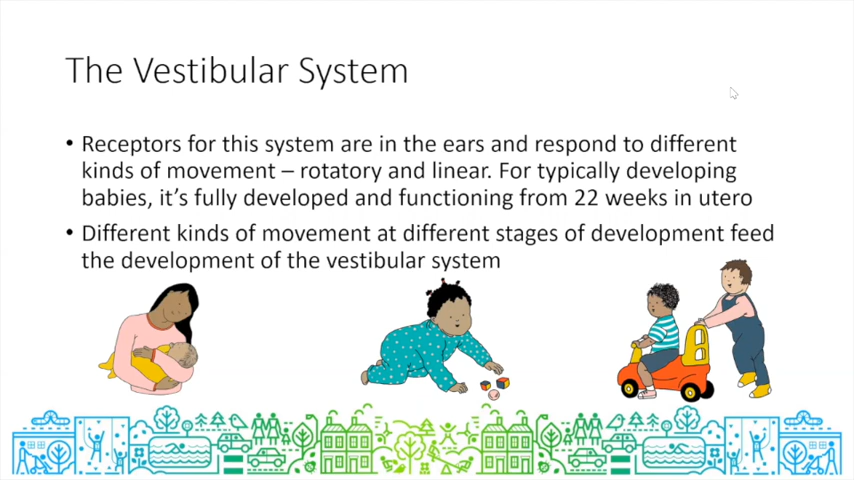 The Vestibular System
• Receptors for this system are in the ears and respond to different
kinds of movement – rotatory and linear. For typically developing
babies, it's fully developed and functioning from 22 weeks in utero
• Different kinds of movement at different stages of development feed
the development of the vestibular system